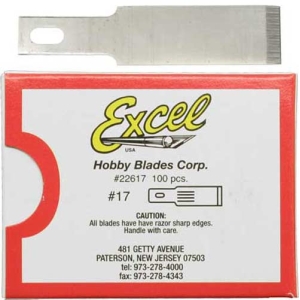 Excel
USA
Hobby Blades Corp.
#22617 100 pcs.
#17
CAUTION:
All blades have have razor sharp edges.
Handle with care.
481 GETTY AVENUE
PATERSON, NEW JERSEY 07503
tel: 973-278-4000
fax: 973-278-4343